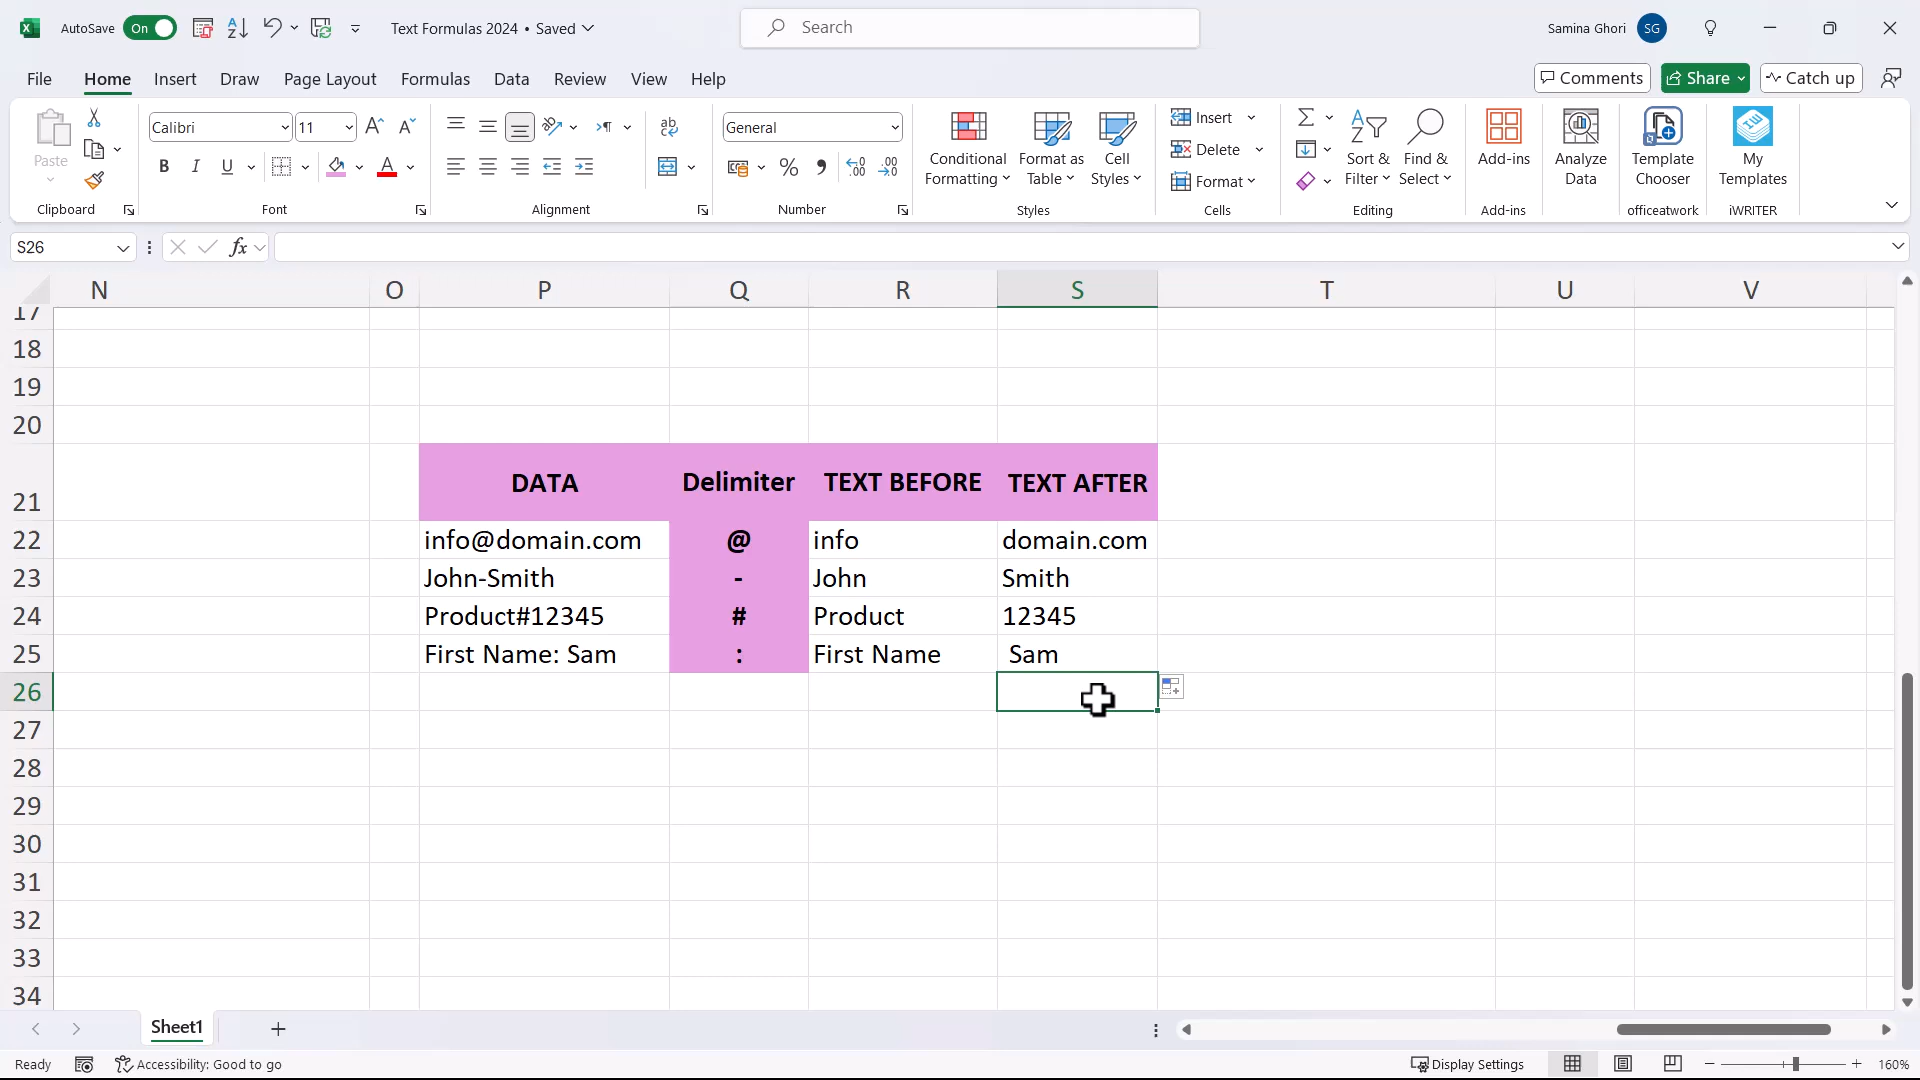 AutoSave On Text Formulas 2024 • Saved Search Samina Ghori SG
File Home Insert Draw Page Layout Formulas Data Review View Help Comments Share Catch up
Paste
Clipboard
Calibri 11
B I U A
Font
ab
Alignment
General
% , .00
Number
Conditional Formatting
Format as Table
Cell Styles
Styles
Insert
Delete
Format
Cells
Sort & Filter
Find & Select
Editing
Add-ins
Add-ins
Analyze Data
Template Chooser
officeatwork
My Templates
iWRITER
S26 fx
N O P Q R S T U V
17
18
19
20
21 DATA Delimiter TEXT BEFORE TEXT AFTER
22 info@domain.com @ info domain.com
23 John-Smith - John Smith
24 Product#12345 # Product 12345
25 First Name: Sam : First Name Sam
26
27
28
29
30
31
32
33
34
Sheet1
Ready Accessibility: Good to go Display Settings 160%